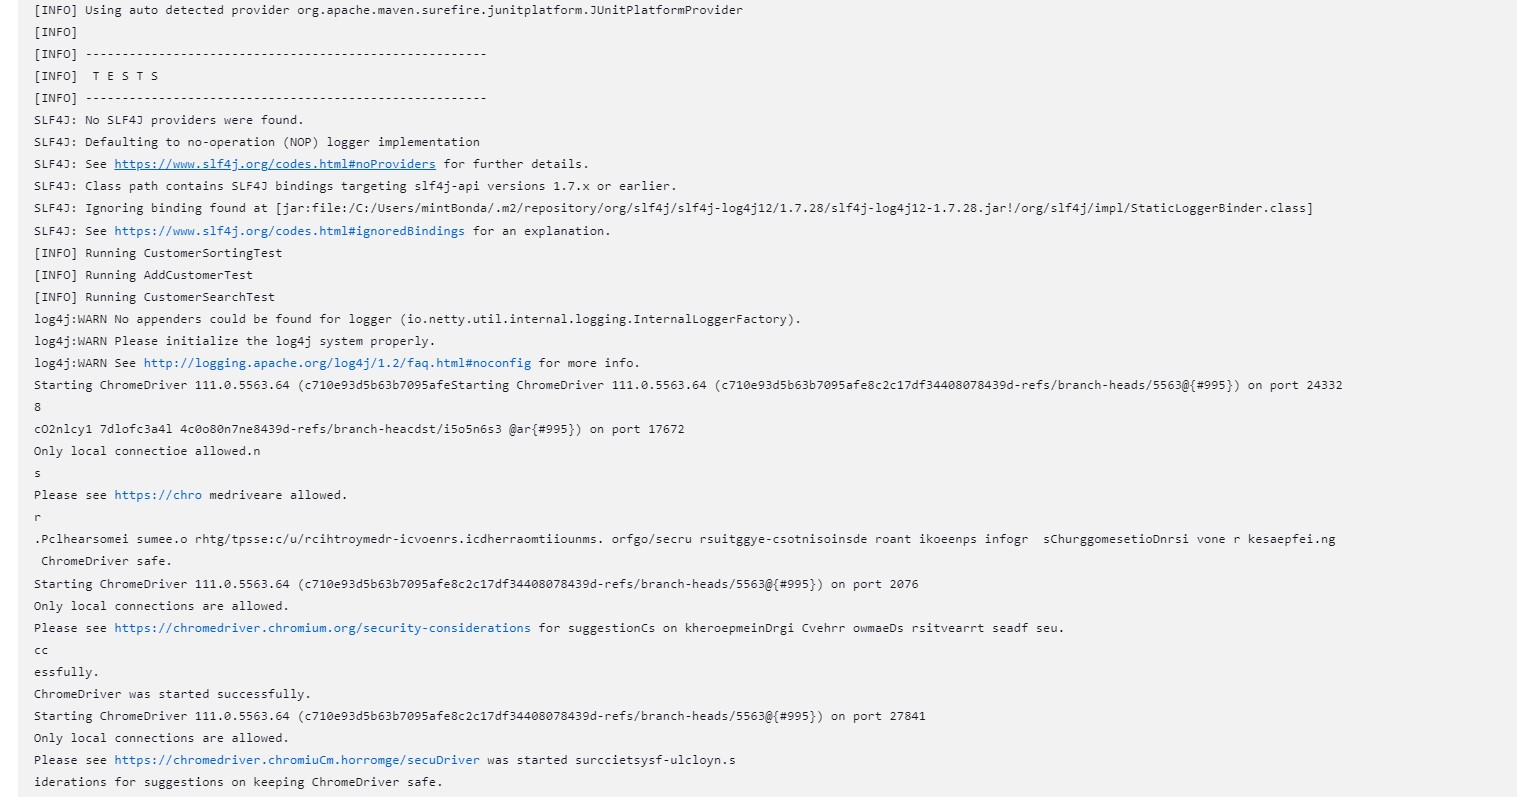 [INFO] Using auto detected provider org.apache.maven.surefire.junitplatform.JUnitPlatformProvider
[INFO]
[INFO] -------------------------------------------------------
[INFO]  T E S T S
[INFO] -------------------------------------------------------
SLF4J: No SLF4J providers were found.
SLF4J: Defaulting to no-operation (NOP) logger implementation
SLF4J: See https://www.slf4j.org/codes.html#noProviders for further details.
SLF4J: Class path contains SLF4J bindings targeting slf4j-api versions 1.7.x or earlier.
SLF4J: Ignoring binding found at [jar:file:/C:/Users/mintBonda/.m2/repository/org/slf4j/slf4j-log4j12/1.7.28/slf4j-log4j12-1.7.28.jar!/org/slf4j/impl/StaticLoggerBinder.class]
SLF4J: See https://www.slf4j.org/codes.html#ignoredBindings for an explanation.
[INFO] Running CustomerSortingTest
[INFO] Running AddCustomerTest
[INFO] Running CustomerSearchTest
log4j:WARN No appenders could be found for logger (io.netty.util.internal.logging.InternalLoggerFactory).
log4j:WARN Please initialize the log4j system properly.
log4j:WARN See http://logging.apache.org/log4j/1.2/faq.html#noconfig for more info.
Starting ChromeDriver 111.0.5563.64 (c710e93d5b63b7095afeStarting ChromeDriver 111.0.5563.64 (c710e93d5b63b7095afe8c2c17df34408078439d-refs/branch-heads/5563@{#995}) on port 24332
8
cO2nlcy1 7dlofc3a4l 4c0o80n7ne8439d-refs/branch-heacdst/i5o5n6s3 @ar{#995}) on port 17672
Only local connectioe allowed.n
s
Please see https://chro medriveare allowed.
r
.Pclhearsomei sumee.o rhtg/tpsse:c/u/rcihtroymedr-icvoenrs.icdherraomtiiounms. orfgo/secru rsuitggye-csotnisoinsde roant ikoeenps infogr  sChurggomesetioDnrsi vone r kesaepfei.ng
 ChromeDriver safe.
Starting ChromeDriver 111.0.5563.64 (c710e93d5b63b7095afe8c2c17df34408078439d-refs/branch-heads/5563@{#995}) on port 2076
Only local connections are allowed.
Please see https://chromedriver.chromium.org/security-considerations for suggestionCs on kheroepmeinDrgi Cvehrr owmaeDs rsitvearrt seadf seu.
cc
essfully.
ChromeDriver was started successfully.
Starting ChromeDriver 111.0.5563.64 (c710e93d5b63b7095afe8c2c17df34408078439d-refs/branch-heads/5563@{#995}) on port 27841
Only local connections are allowed.
Please see https://chromedriver.chromiuCm.horromge/secuDriver was started surccietsysf-ulcloyn.s
iderations for suggestions on keeping ChromeDriver safe.